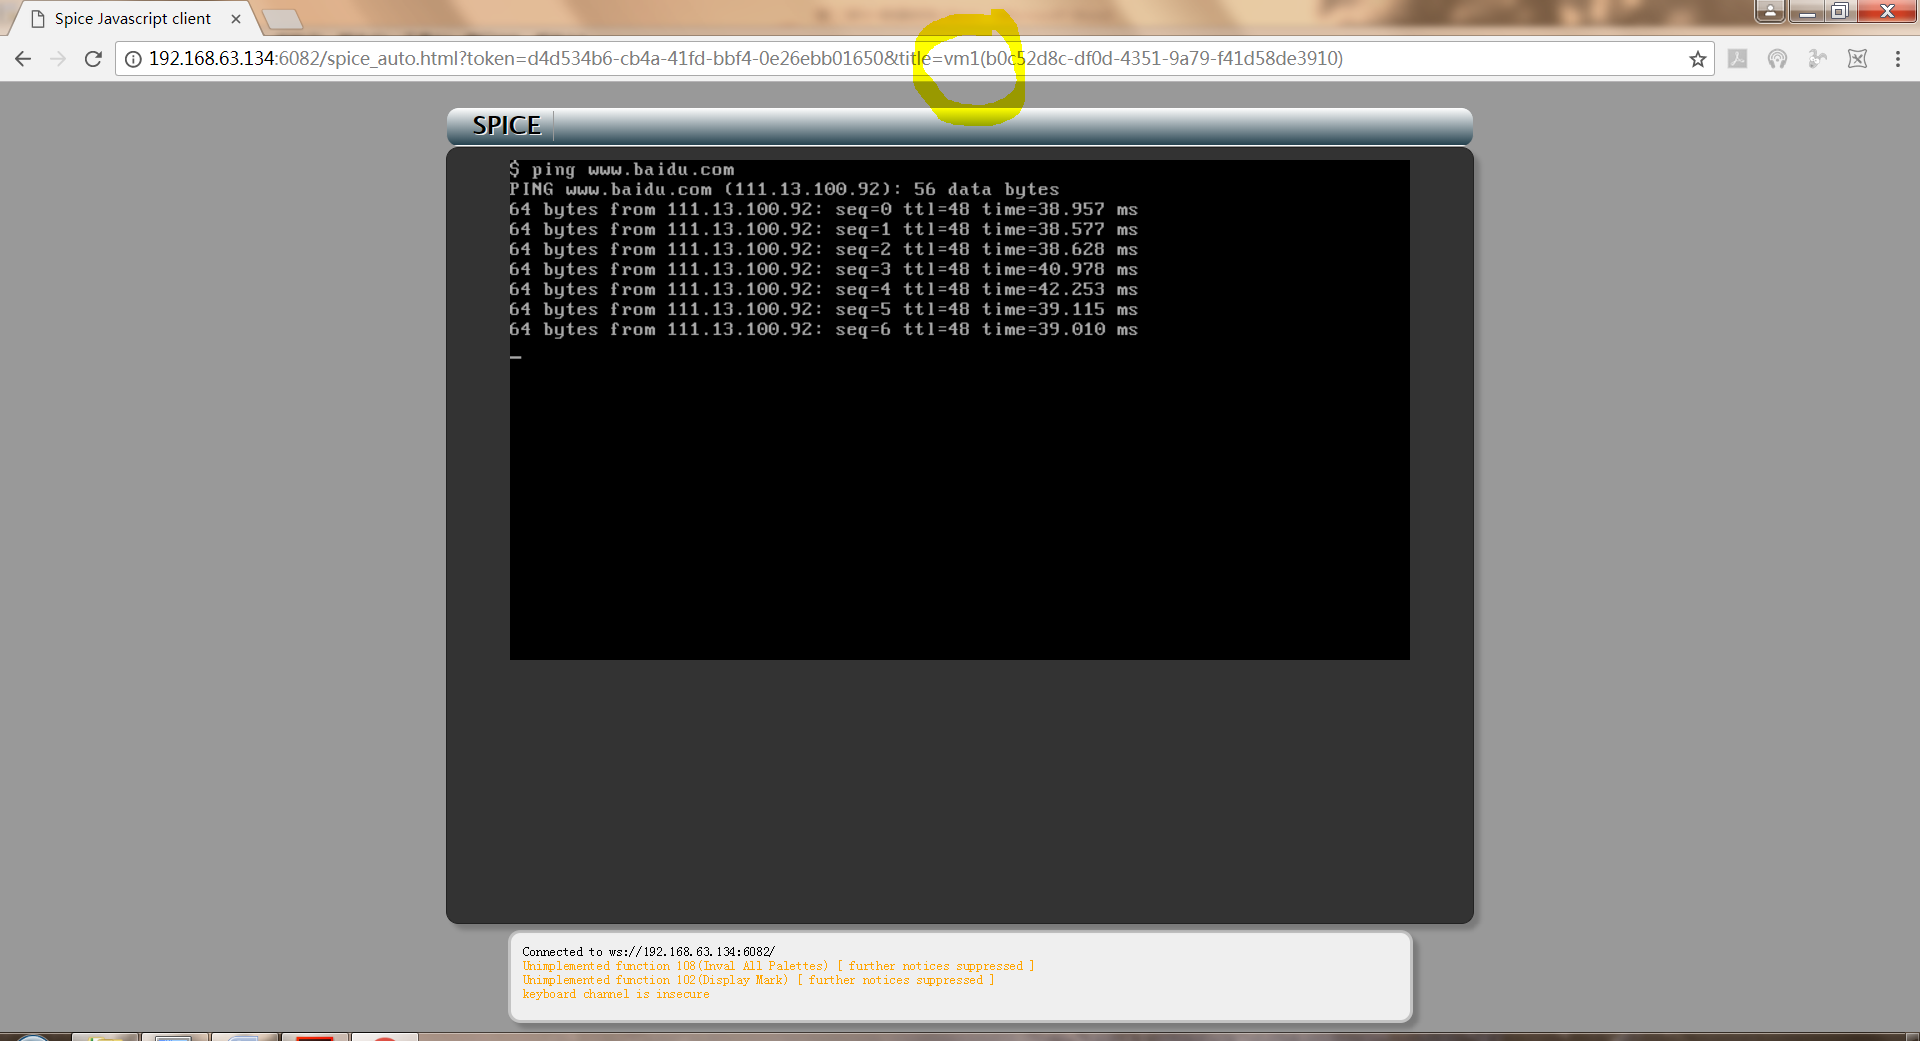 Spice Javascript client
192.168.63.134:6082/spice_auto.html?token=d4d534b6-cb4a-41fd-bbf4-0e26ebb01650&title=vm1(b0c52d8c-df0d-4351-9a79-f41d58de3910)
SPICE
$ ping www.baidu.com
PING www.baidu.com (111.13.100.92): 56 data bytes
64 bytes from 111.13.100.92: seq=0 ttl=48 time=38.957 ms
64 bytes from 111.13.100.92: seq=1 ttl=48 time=38.577 ms
64 bytes from 111.13.100.92: seq=2 ttl=48 time=38.628 ms
64 bytes from 111.13.100.92: seq=3 ttl=48 time=40.978 ms
64 bytes from 111.13.100.92: seq=4 ttl=48 time=42.253 ms
64 bytes from 111.13.100.92: seq=5 ttl=48 time=39.115 ms
64 bytes from 111.13.100.92: seq=6 ttl=48 time=39.010 ms
_
Connected to ws://192.168.63.134:6082/
Unimplemented function 108(Inval All Palettes) [ further notices suppressed ]
Unimplemented function 102(Display Mark) [ further notices suppressed ]
keyboard channel is insecure